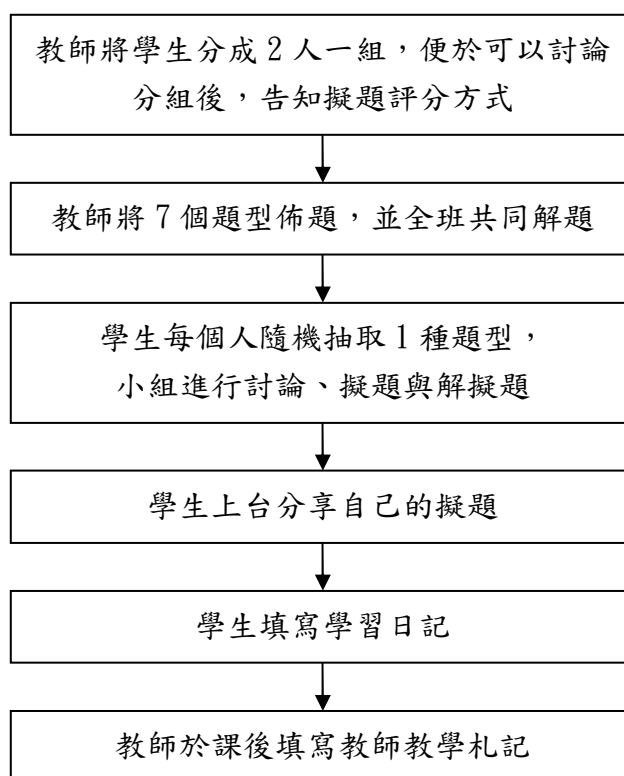 教師將學生分成 2 人一組，便於可以討論
分組後，告知擬題評分方式
教師將 7 個題型佈題，並全班共同解題
學生每個人隨機抽取 1 種題型，
小組進行討論、擬題與解擬題
學生上台分享自己的擬題
學生填寫學習日記
教師於課後填寫教師教學札記